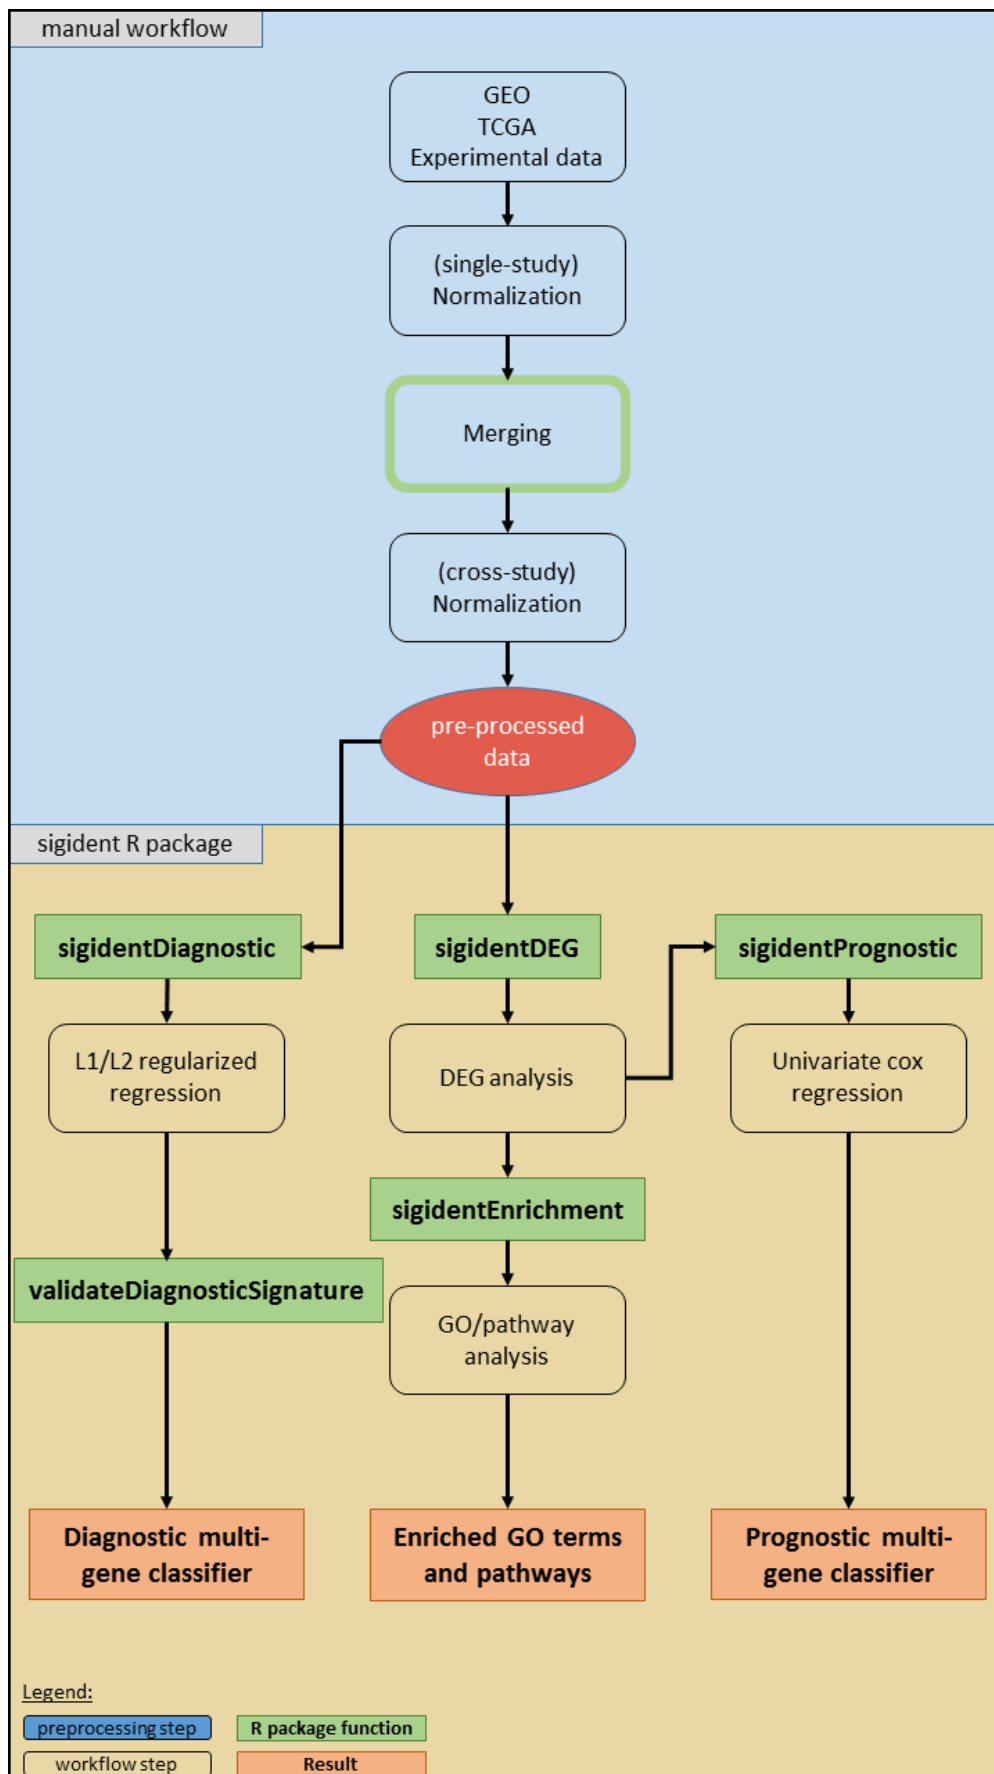 manual workflow
GEO
TCGA
Experimental data
(single-study)
Normalization
Merging
(cross-study)
Normalization
pre-processed
data
sigident R package
sigidentDiagnostic
sigidentDEG
sigidentPrognostic
L1/L2 regularized
regression
DEG analysis
Univariate cox
regression
sigidentEnrichment
validateDiagnosticSignature
GO/pathway
analysis
Diagnostic multi-
gene classifier
Enriched GO terms
and pathways
Prognostic multi-
gene classifier
Legend:
preprocessing step
R package function
workflow step
Result